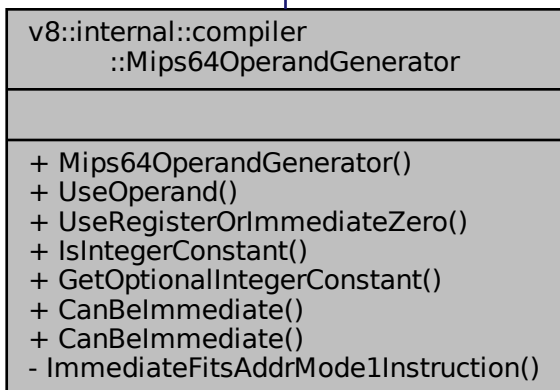 v8::internal::compiler
::Mips64OperandGenerator
+ Mips64OperandGenerator()
+ UseOperand()
+ UseRegisterOrImmediateZero()
+ IsIntegerConstant()
+ GetOptionalIntegerConstant()
+ CanBeImmediate()
+ CanBeImmediate()
- ImmediateFitsAddrMode1Instruction()